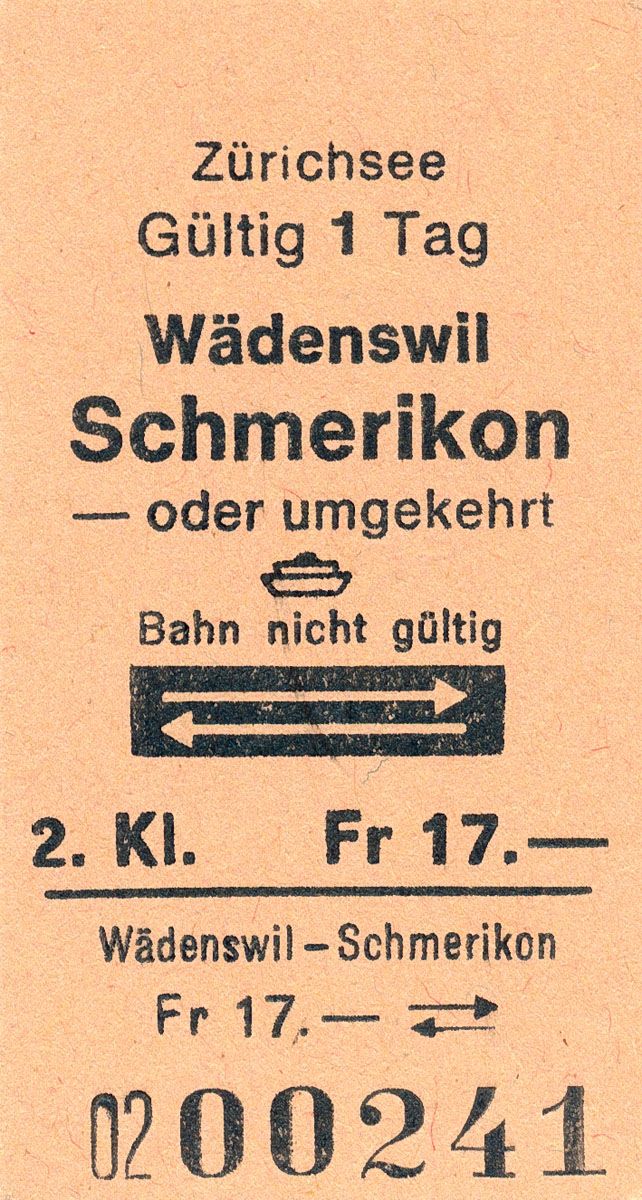 Zürichsee
Gültig 1 Tag
Wädenswil
Schmerikon
— oder umgekehrt
Bahn nicht gültig
2. Kl. Fr 17.—
Wädenswil – Schmerikon
Fr 17.—
02 00241